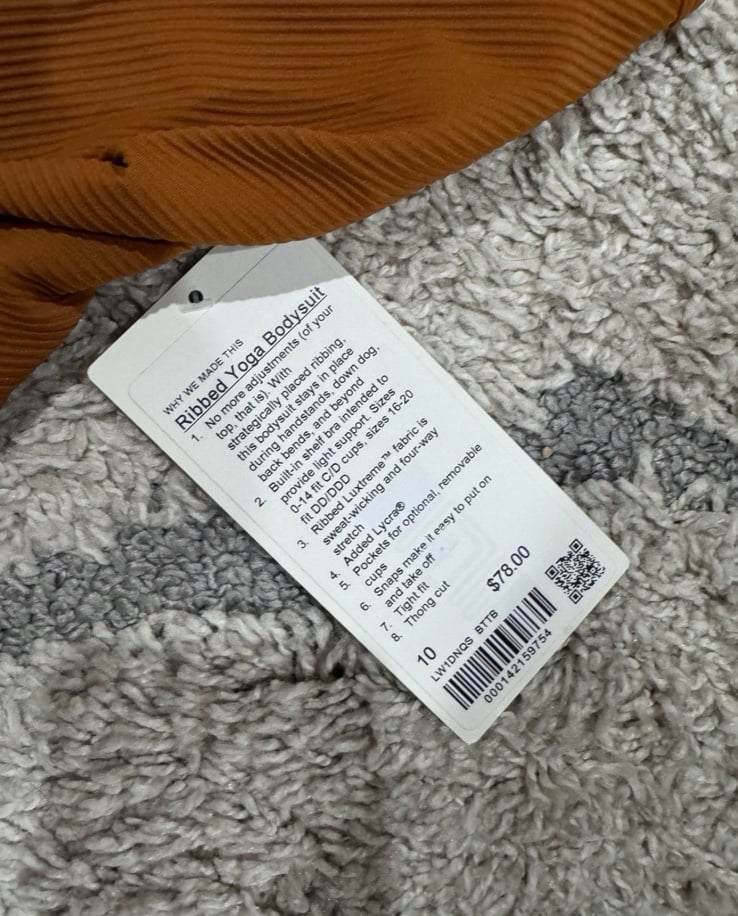 WHY WE MADE THIS
Ribbed Yoga Bodysuit
1. No more adjustments (of your
top, that is). With
strategically placed ribbing,
this bodysuit stays in place
during handstands, down dog,
back bends, and beyond
2. Built-in shelf bra intended to
provide light support. Sizes
0-14 fit C/D cups, sizes 16-20
fit DD/DDD
3. Ribbed Luxtreme™ fabric is
sweat-wicking and four-way
stretch
4. Added Lycra®
5. Pockets for optional, removable
cups
6. Snaps make it easy to put on
and take off
7. Tight fit
8. Thong cut
$78.00
10
LW1DNQS BTTB
000142159754